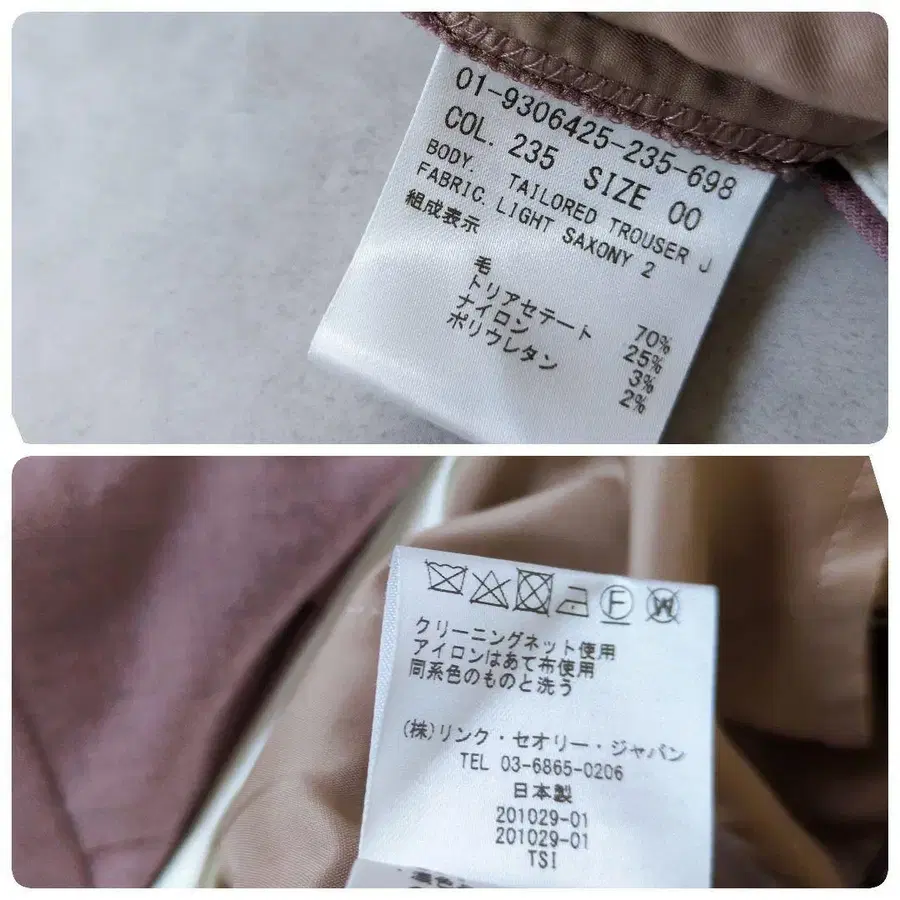 01-9306425-235-698
COL. 235 SIZE 00
BODY. TAILORED TROUSER J
FABRIC. LIGHT SAXONY 2
組成表示
毛 70%
トリアセテート 25%
ナイロン 3%
ポリウレタン 2%
F
W
クリーニングネット使用
アイロンはあて布使用
同系色のものと洗う
(株)リンク・セオリー・ジャパン
TEL 03-6865-0206
日本製
201029-01
201029-01
TSI